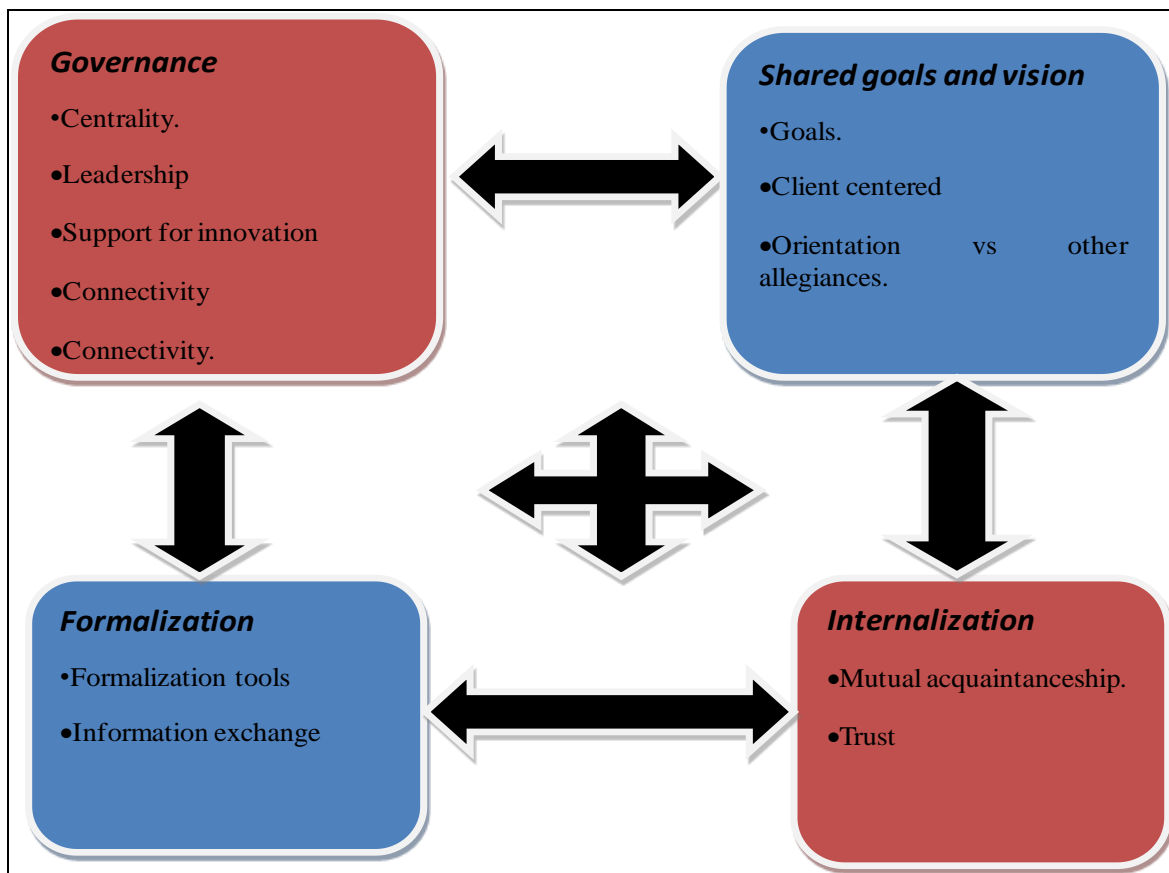 Governance
•Centrality.
•Leadership
•Support for innovation
•Connectivity
•Connectivity.
Shared goals and vision
•Goals.
•Client centered
•Orientation vs other
allegiances.
Formalization
•Formalization tools
•Information exchange
Internalization
•Mutual acquaintanceship.
•Trust